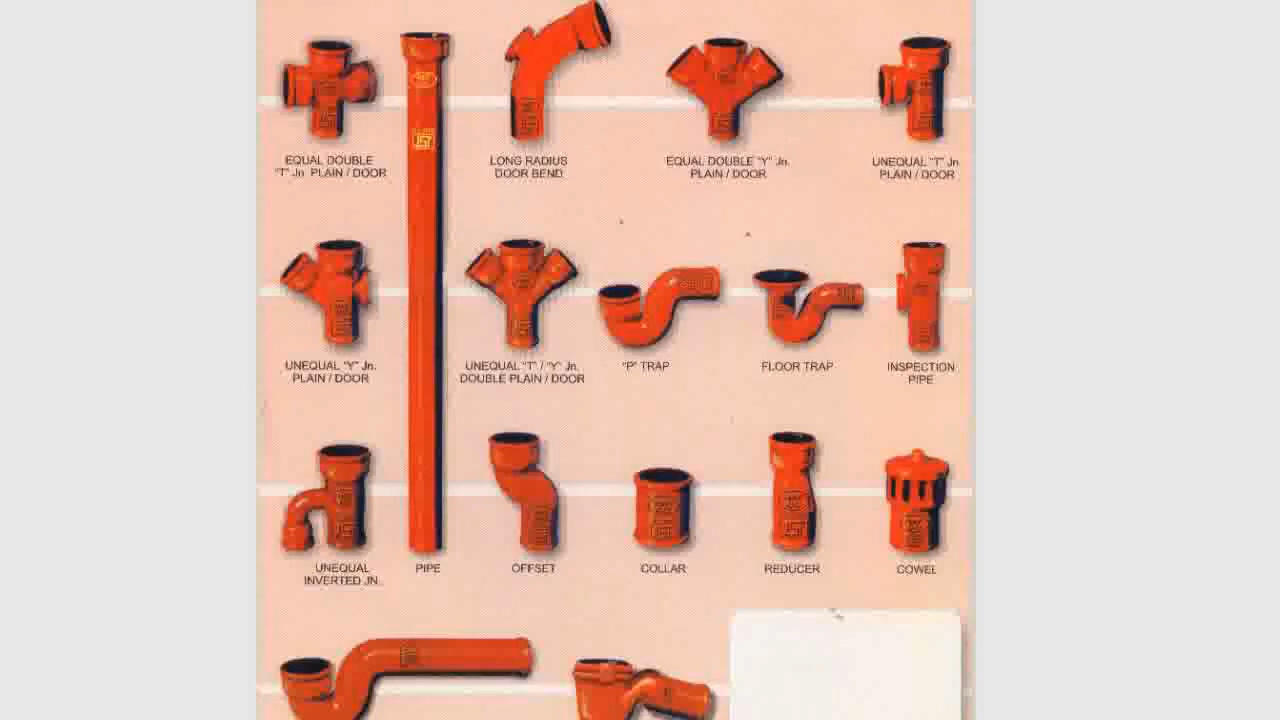 EQUAL DOUBLE
"T" Jn PLAIN / DOOR
LONG RADIUS
DOOR BEND
EQUAL DOUBLE "Y" Jn.
PLAIN / DOOR
UNEQUAL "T" Jn
PLAIN / DOOR
UNEQUAL "Y" Jn.
PLAIN / DOOR
UNEQUAL "T" / "Y" Jn.
DOUBLE PLAIN / DOOR
"P" TRAP
FLOOR TRAP
INSPECTION
PIPE
UNEQUAL
INVERTED JN.
PIPE
OFFSET
COLLAR
REDUCER
COWEL